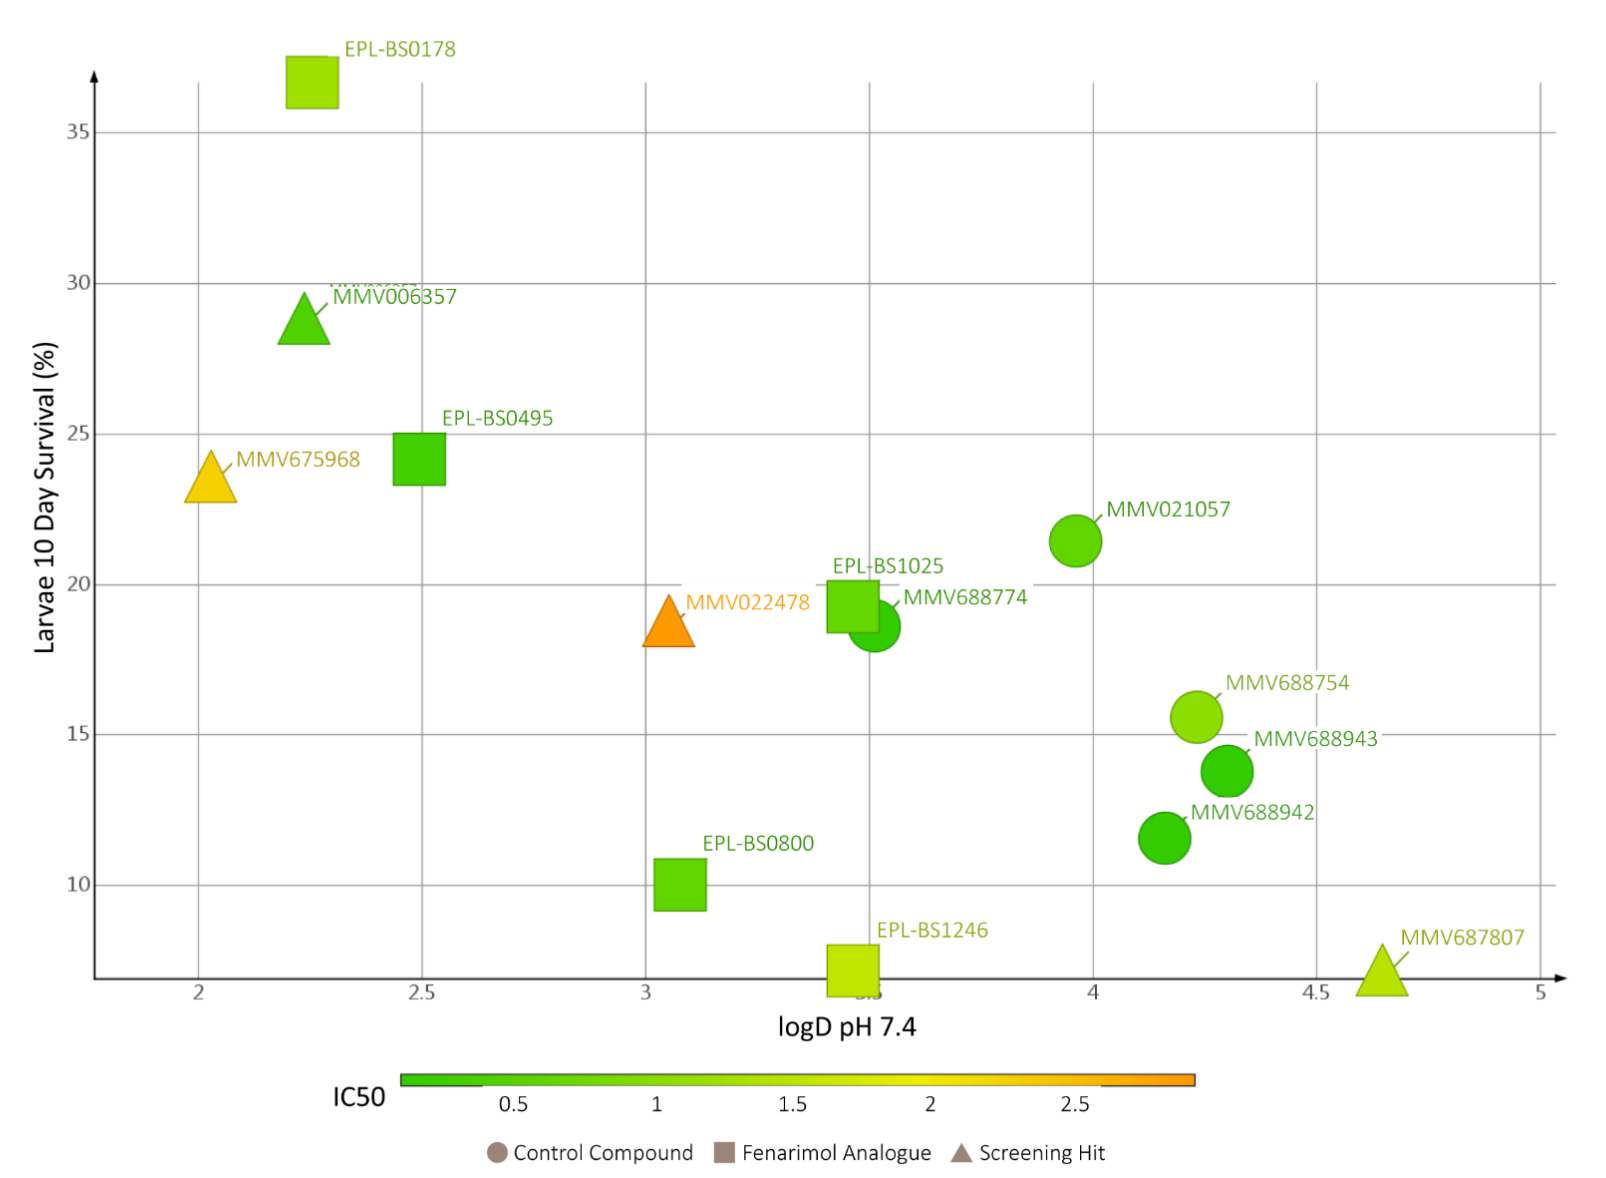 EPL-BS0178
35
30
MMV006357
EPL-BS0495
25
MMV675968
MMV021057
EPL-BS1025
20
MMV688774
MMV022478
MMV688754
15
MMV688943
MMV688942
EPL-BS0800
10
EPL-BS1246
MMV687807
Larvae 10 Day Survival (%)
2 2.5 3 3.5 4 4.5 5
logD pH 7.4
IC50
0.5 1 1.5 2 2.5
Control Compound Fenarimol Analogue Screening Hit